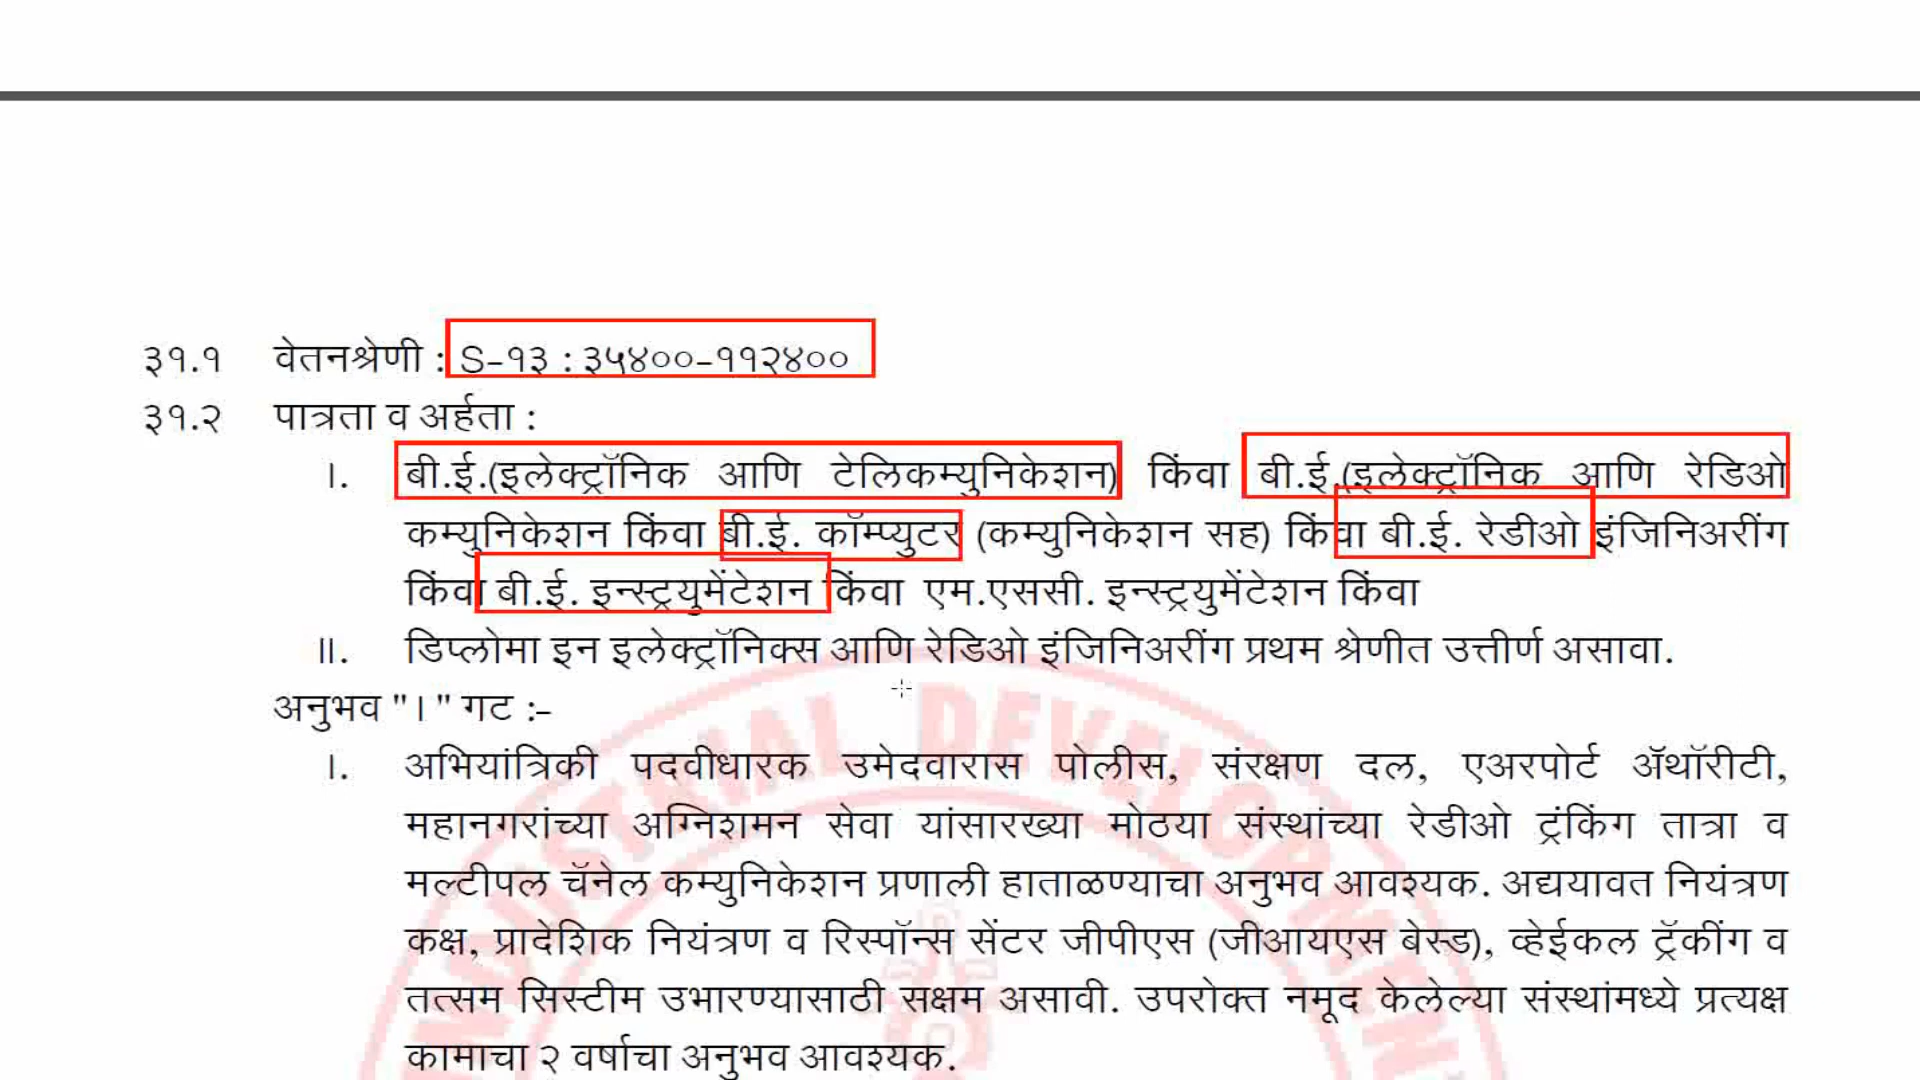 ३१.१ वेतनश्रेणी : S-१३ : ३५४००-११२४००
३१.२ पात्रता व अर्हता :
I. बी.ई.(इलेक्ट्रॉनिक आणि टेलिकम्युनिकेशन) किंवा बी.ई.(इलेक्ट्रॉनिक आणि रेडिओ
कम्युनिकेशन किंवा बी.ई. कॉम्प्युटर (कम्युनिकेशन सह) किंवा बी.ई. रेडीओ इंजिनिअरींग
किंवा बी.ई. इन्स्ट्रयुमेंटेशन किंवा एम.एससी. इन्स्ट्रयुमेंटेशन किंवा
II. डिप्लोमा इन इलेक्ट्रॉनिक्स आणि रेडिओ इंजिनिअरींग प्रथम श्रेणीत उत्तीर्ण असावा.
अनुभव "I" गट :-
I. अभियांत्रिकी पदवीधारक उमेदवारास पोलीस, संरक्षण दल, एअरपोर्ट ॲथॉरीटी,
महानगरांच्या अग्निशमन सेवा यांसारख्या मोठया संस्थांच्या रेडीओ ट्रंकिंग तात्रा व
मल्टीपल चॅनेल कम्युनिकेशन प्रणाली हाताळण्याचा अनुभव आवश्यक. अद्ययावत नियंत्रण
कक्ष, प्रादेशिक नियंत्रण व रिस्पॉन्स सेंटर जीपीएस (जीआयएस बेस्ड), व्हेईकल ट्रॅकींग व
तत्सम सिस्टीम उभारण्यासाठी सक्षम असावी. उपरोक्त नमूद केलेल्या संस्थांमध्ये प्रत्यक्ष
कामाचा २ वर्षाचा अनुभव आवश्यक.
INDUSTRIAL DEVELOPMENT